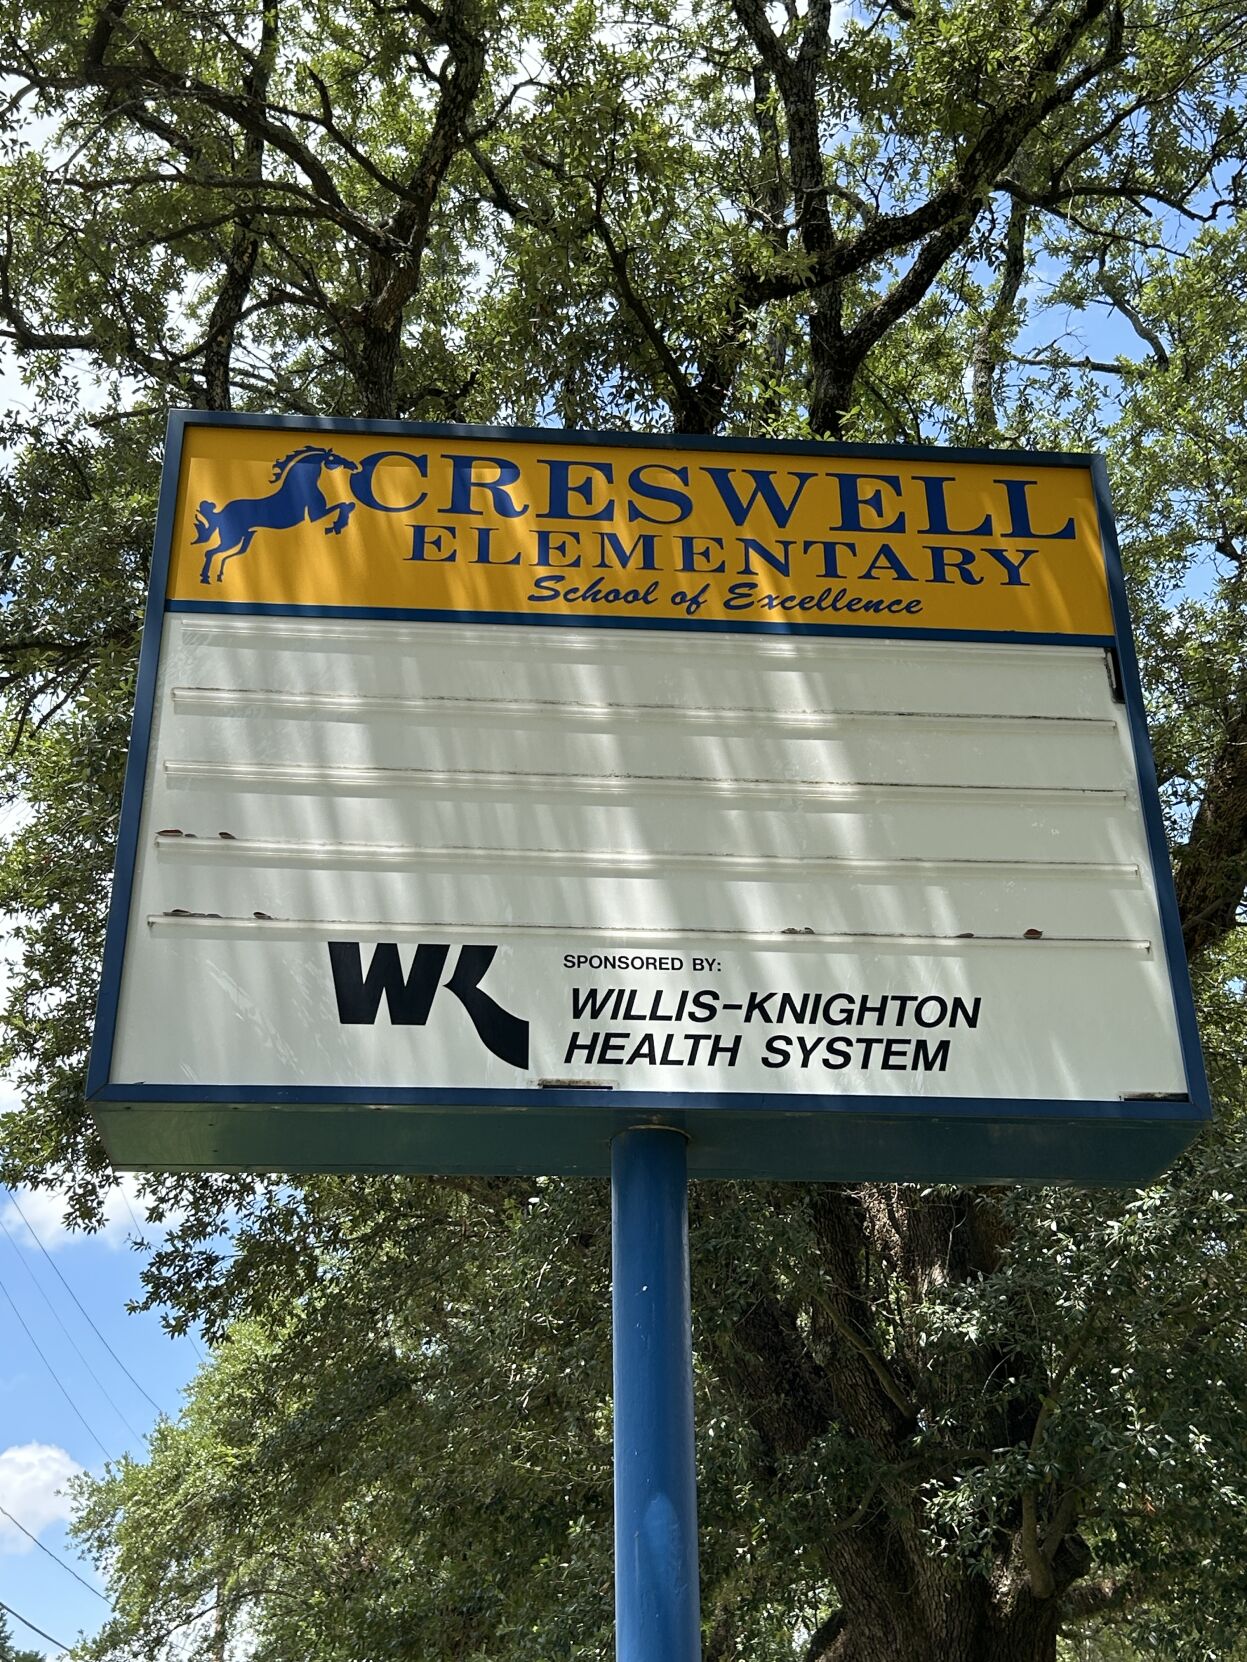 CRESWELL
ELEMENTARY
School of Excellence
WK
SPONSORED BY:
WILLIS-KNIGHTON
HEALTH SYSTEM